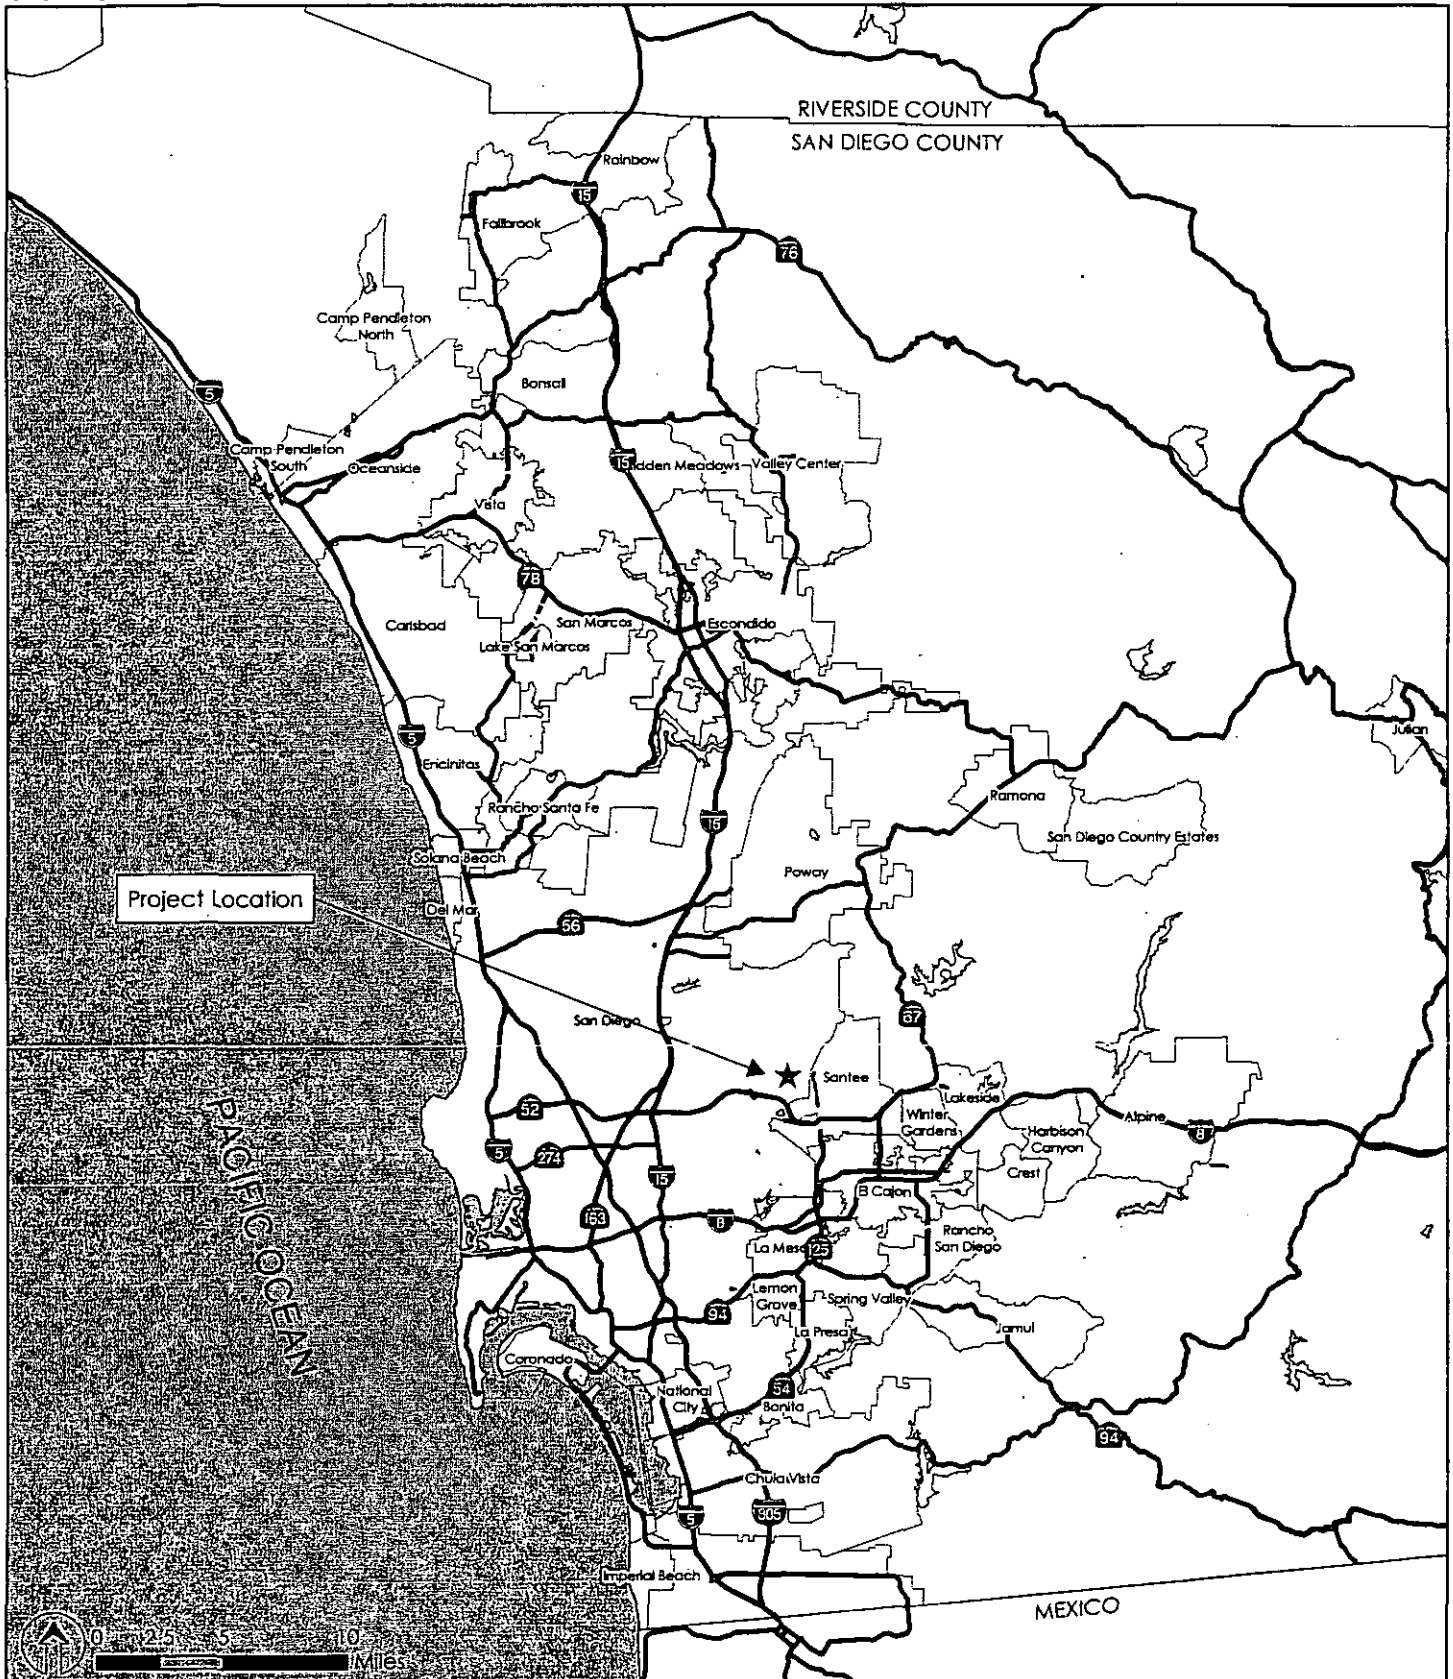 RIVERSIDE COUNTY
SAN DIEGO COUNTY
Rainbow
15
Fallbrook
76
Camp Pendleton
North
Bonsall
5
Camp Pendleton
South
Oceanside
15
idden Meadows
Valley Center
Vista
78
Carlsbad
San Marcos
Escondido
Lake San Marcos
5
Encinitas
Julian
Ramona
Rancho Santa Fe
15
San Diego Country Estates
Solana Beach
Poway
Project Location
Del Mar
56
San Diego
67
Santee
52
Lakeside
Winter
Gardens
Alpine
8
Harbison
Canyon
5
274
15
Crest
El Cajon
163
8
Rancho
San Diego
La Mesa
125
PACIFIC OCEAN
Lemon
Grove
Spring Valley
94
La Presa
Jamul
Coronado
National
City
54
Bonita
94
Chula Vista
5
805
Imperial Beach
MEXICO
0 2.5 5 10
Miles